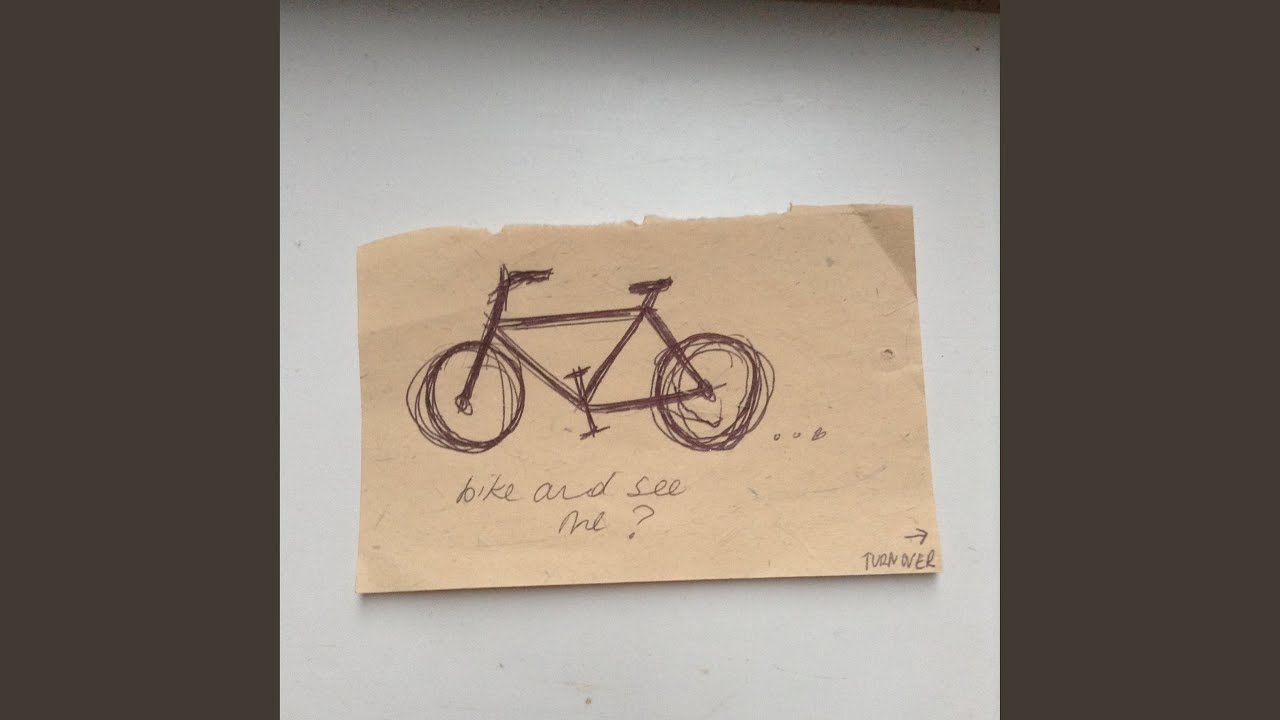 bike and see
me?
→
TURN OVER